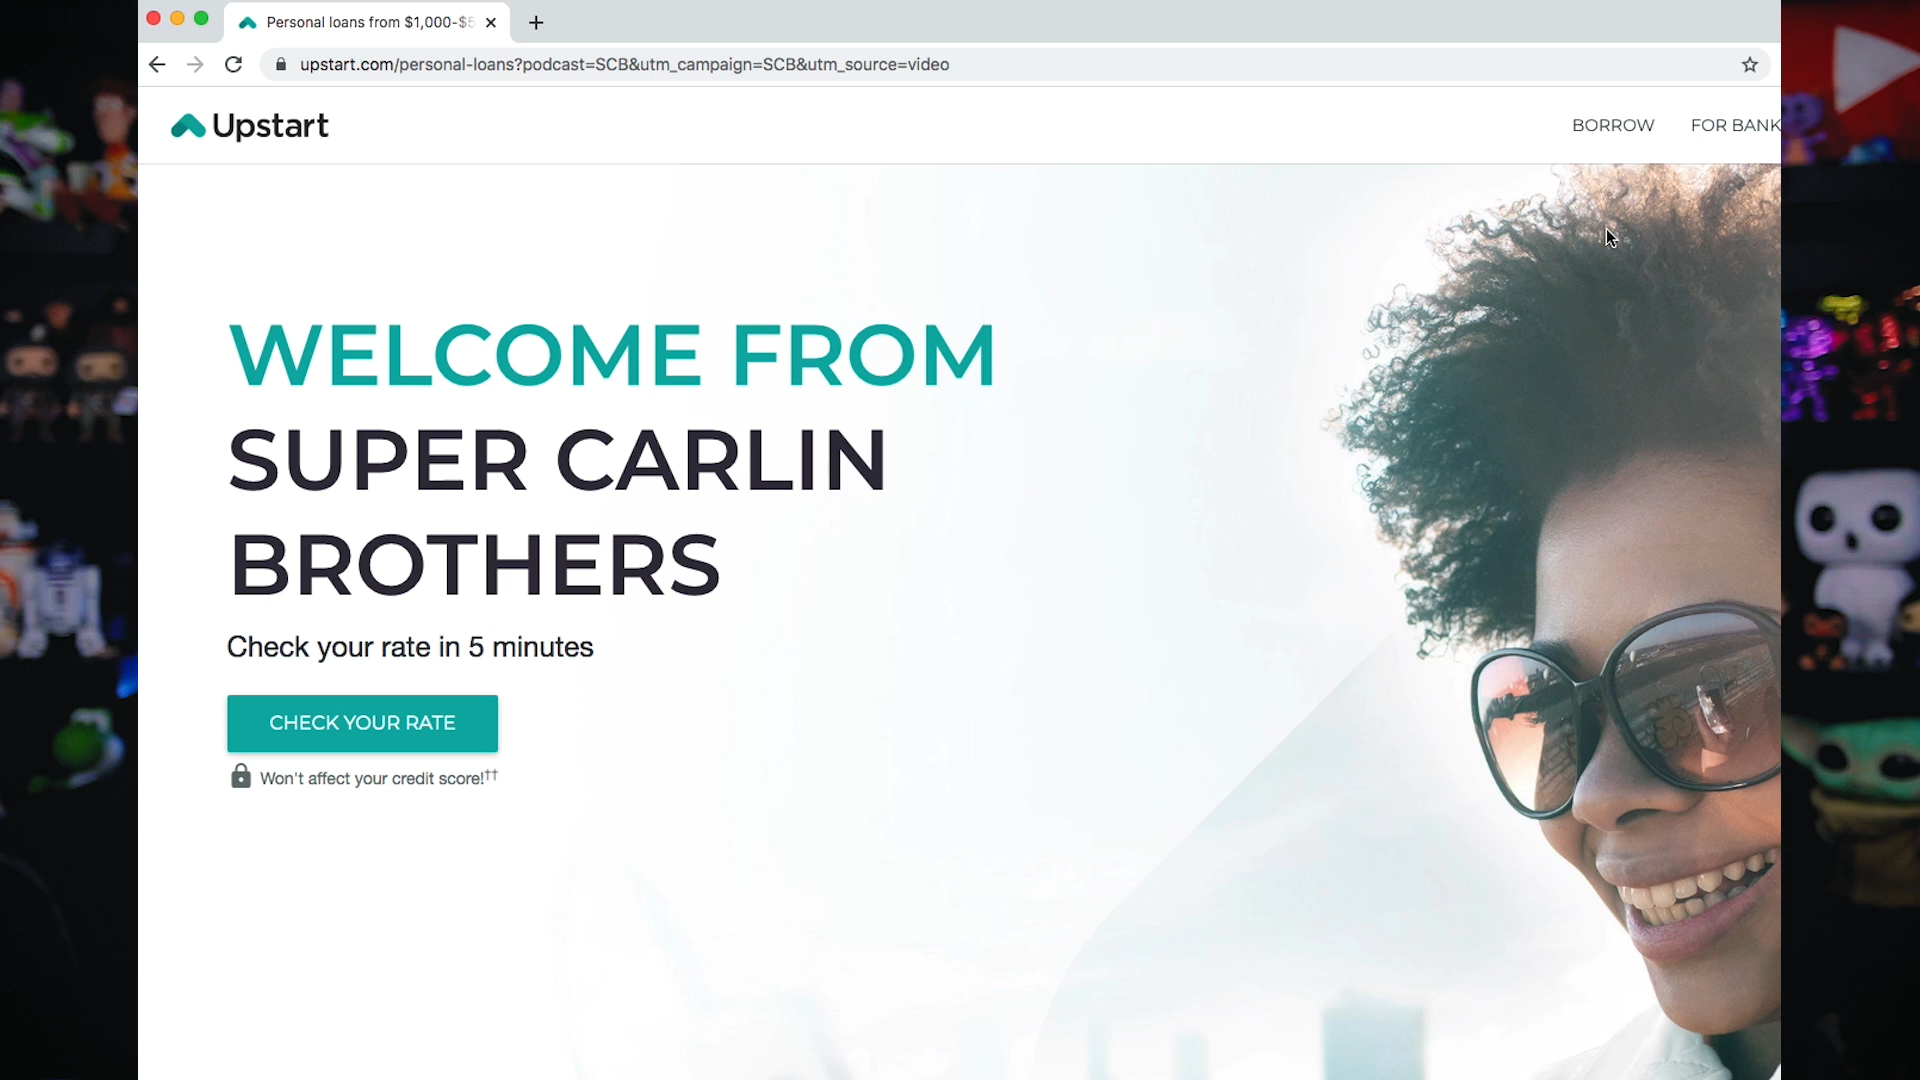 Personal loans from $1,000-$5
upstart.com/personal-loans?podcast=SCB&utm_campaign=SCB&utm_source=video
Upstart
BORROW
FOR BANK
WELCOME FROM
SUPER CARLIN
BROTHERS
Check your rate in 5 minutes
CHECK YOUR RATE
Won't affect your credit score!††